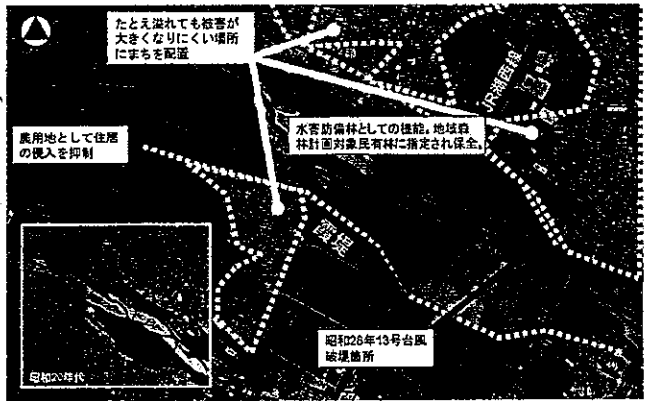 たとえ溢れても被害が
大きくなりにくい場所
にまちを配置
JR湖西線
水害防備林としての機能。地域森
林計画対象民有林に指定され保全。
農用地として住居
の侵入を抑制
霞堤
昭和28年13号台風
破堤箇所
昭和20年代